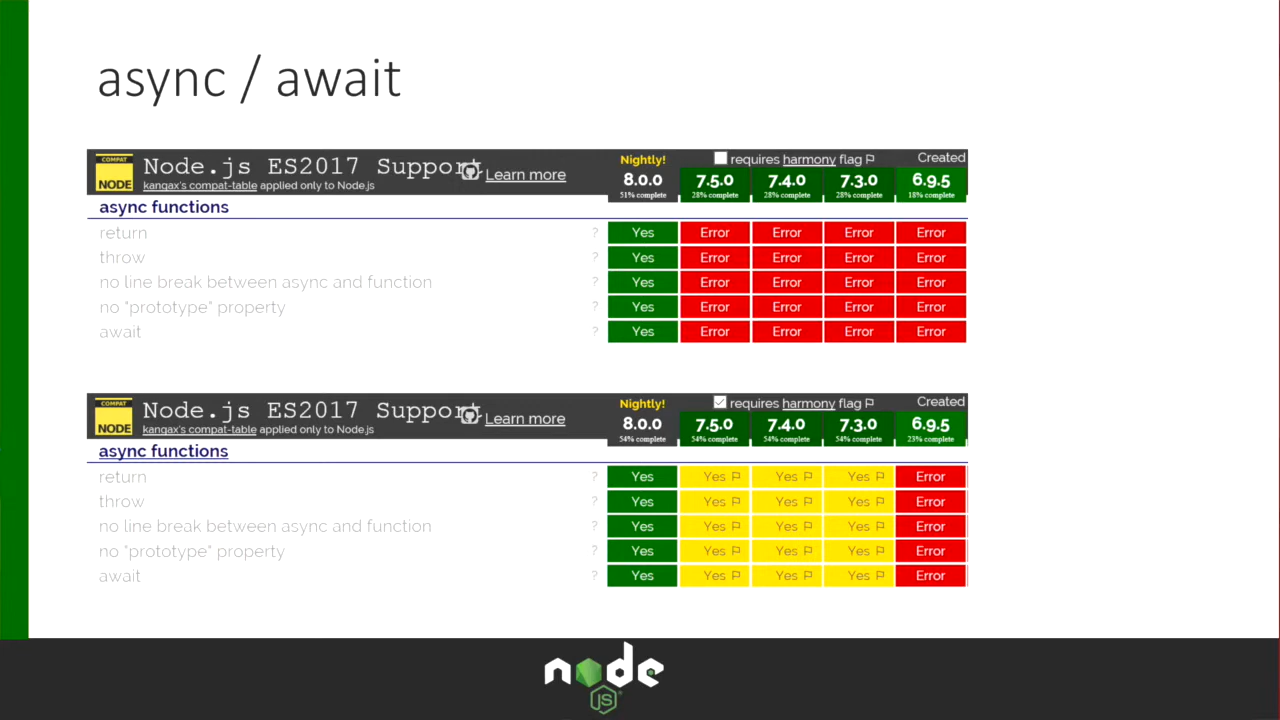 async / await
COMPAT NODE Node.js ES2017 Support Learn more Nightly! requires harmony flag Created
kangax's compat-table applied only to Node.js 8.0.0 7.5.0 7.4.0 7.3.0 6.9.5
51% complete 28% complete 28% complete 28% complete 18% complete
async functions
return ? Yes Error Error Error Error
throw ? Yes Error Error Error Error
no line break between async and function ? Yes Error Error Error Error
no "prototype" property ? Yes Error Error Error Error
await ? Yes Error Error Error Error
COMPAT NODE Node.js ES2017 Support Learn more Nightly! requires harmony flag Created
kangax's compat-table applied only to Node.js 8.0.0 7.5.0 7.4.0 7.3.0 6.9.5
54% complete 54% complete 54% complete 54% complete 23% complete
async functions
return ? Yes Yes Yes Yes Error
throw ? Yes Yes Yes Yes Error
no line break between async and function ? Yes Yes Yes Yes Error
no "prototype" property ? Yes Yes Yes Yes Error
await ? Yes Yes Yes Yes Error
node
JS